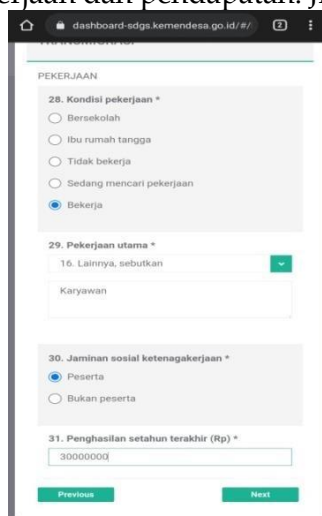 dashboard-sdgs.kemendesa.go.id/#/
2
PEKERJAAN
28. Kondisi pekerjaan *
Bersekolah
Ibu rumah tangga
Tidak bekerja
Sedang mencari pekerjaan
Bekerja
29. Pekerjaan utama *
16. Lainnya, sebutkan
Karyawan
30. Jaminan sosial ketenagakerjaan *
Peserta
Bukan peserta
31. Penghasilan setahun terakhir (Rp) *
30000000
Previous
Next